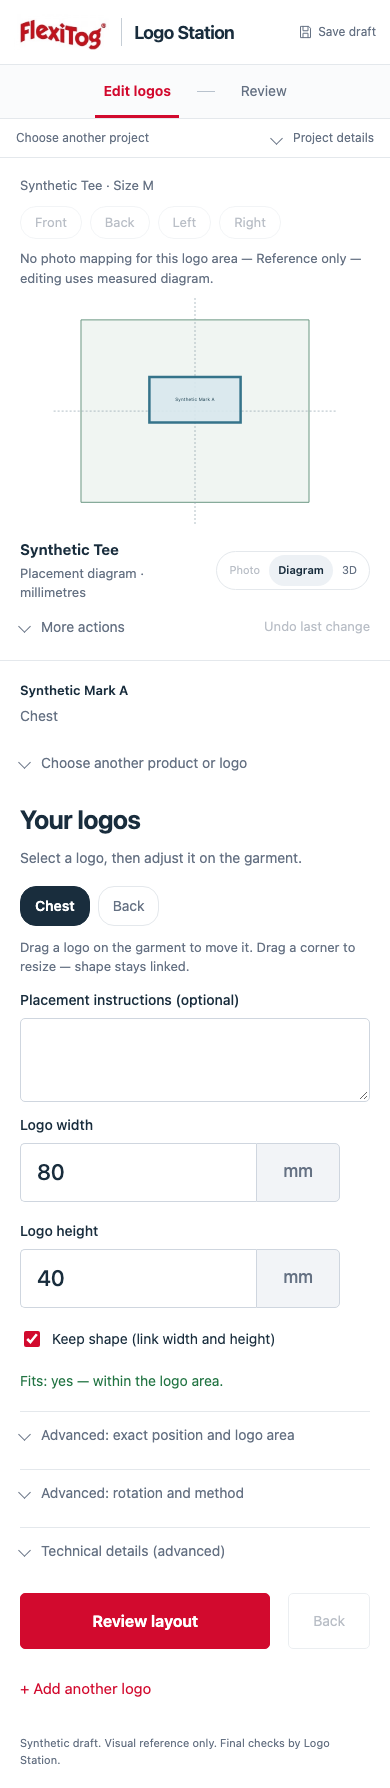 FlexiTog®
Logo Station
Save draft
Edit logos
Review
Choose another project
Project details
Synthetic Tee · Size M
Front
Back
Left
Right
No photo mapping for this logo area — Reference only —
editing uses measured diagram.
Synthetic Mark A
Synthetic Tee
Placement diagram ·
millimetres
Photo
Diagram
3D
More actions
Undo last change
Synthetic Mark A
Chest
Choose another product or logo
Your logos
Select a logo, then adjust it on the garment.
Chest
Back
Drag a logo on the garment to move it. Drag a corner to
resize — shape stays linked.
Placement instructions (optional)
Logo width
80
mm
Logo height
40
mm
Keep shape (link width and height)
Fits: yes — within the logo area.
Advanced: exact position and logo area
Advanced: rotation and method
Technical details (advanced)
Review layout
Back
+ Add another logo
Synthetic draft. Visual reference only. Final checks by Logo
Station.